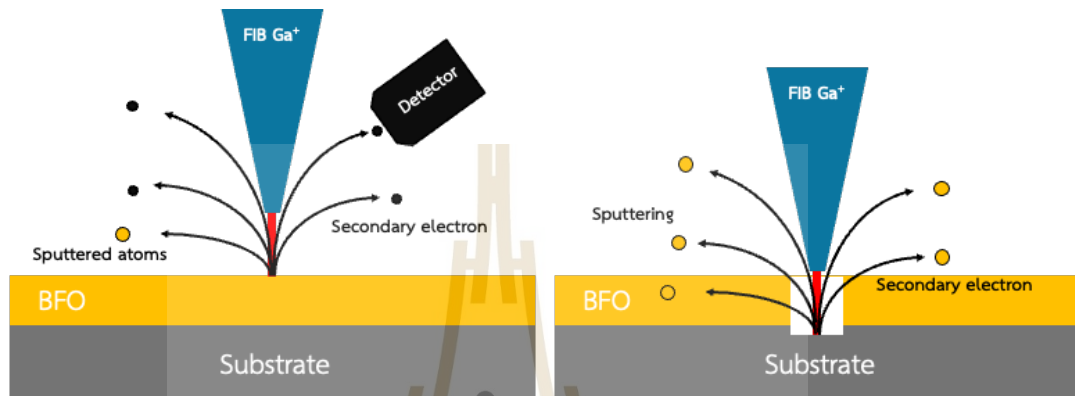 FIB Ga⁺
Detector
Secondary electron
Sputtered atoms
BFO
Substrate
FIB Ga⁺
Sputtering
Secondary electron
BFO
Substrate